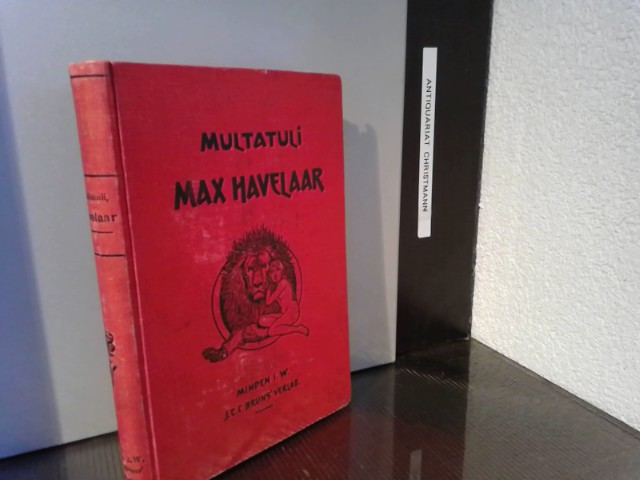 MULTATULI
MAX HAVELAAR
MINDEN i. W.
J.C.C. BRUNS' VERLAG
ANTIQUARIAT CHRISTMANN